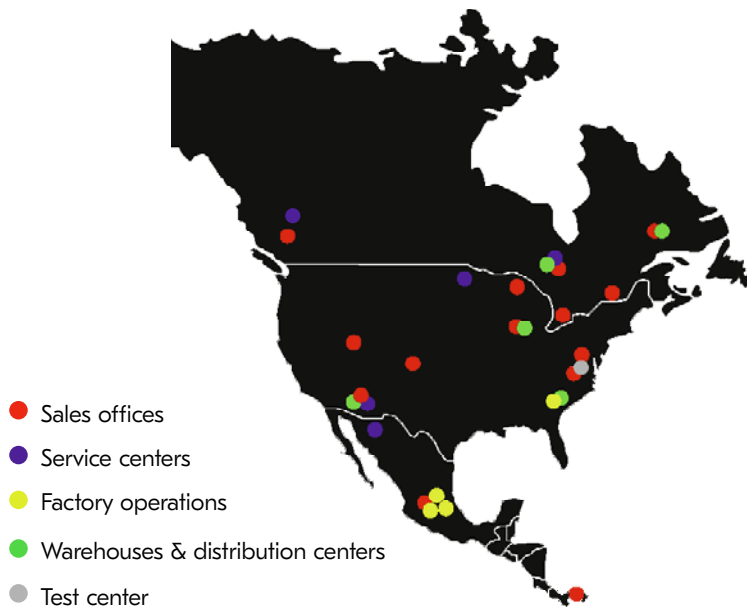 Sales offices
Service centers
Factory operations
Warehouses & distribution centers
Test center